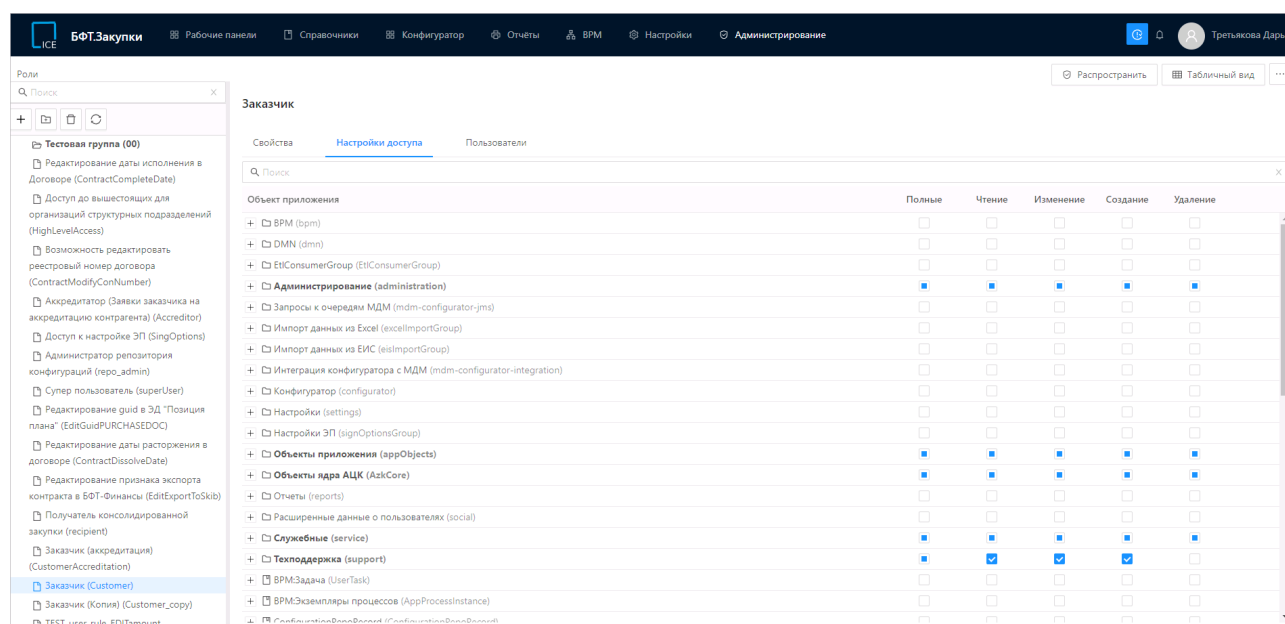 ICE
БФТ.Закупки
Рабочие панели
Справочники
Конфигуратор
Отчёты
BPM
Настройки
Администрирование
Третьякова Дарь
Роли
Поиск
Распространить
Табличный вид
Заказчик
Свойства
Настройки доступа
Пользователи
Поиск
Тестовая группа (00)
Редактирование даты исполнения в
Договоре (ContractCompleteDate)
Доступ до вышестоящих для
организаций структурных подразделений
(HighLevelAccess)
Возможность редактировать
реестровый номер договора
(ContractModifyConNumber)
Аккредитатор (Заявки заказчика на
аккредитацию контрагента) (Accreditor)
Доступ к настройке ЭП (SingOptions)
Администратор репозитория
конфигураций (repo_admin)
Супер пользователь (superUser)
Редактирование guid в ЭД "Позиция
плана" (EditGuidPURCHASEDOC)
Редактирование даты расторжения в
договоре (ContractDissolveDate)
Редактирование признака экспорта
контракта в БФТ-Финансы (EditExportToSkib)
Получатель консолидированной
закупки (recipient)
Заказчик (аккредитация)
(CustomerAccreditation)
Заказчик (Customer)
Заказчик (Копия) (Customer_copy)
TEST_user_rule_EDITamount
Объект приложения Полные Чтение Изменение Создание Удаление
BPM (bpm)
DMN (dmn)
EtlConsumerGroup (EtlConsumerGroup)
Администрирование (administration)
Запросы к очередям МДМ (mdm-configurator-jms)
Импорт данных из Excel (excelImportGroup)
Импорт данных из ЕИС (eisImportGroup)
Интеграция конфигуратора с МДМ (mdm-configurator-integration)
Конфигуратор (configurator)
Настройки (settings)
Настройки ЭП (signOptionsGroup)
Объекты приложения (appObjects)
Объекты ядра АЦК (AzkCore)
Отчеты (reports)
Расширенные данные о пользователях (social)
Служебные (service)
Техподдержка (support)
BPM:Задача (UserTask)
BPM:Экземпляры процессов (AppProcessInstance)
ConfigurationRepoRecord (ConfigurationRepoRecord)